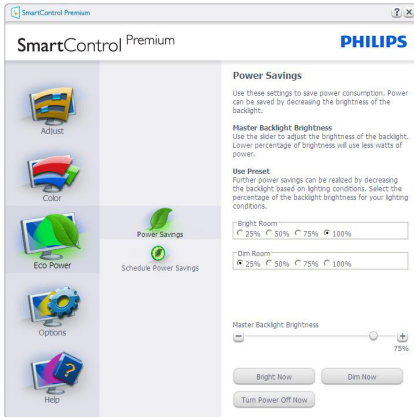 SmartControl Premium
SmartControl Premium
PHILIPS
Adjust
Color
Eco Power
Options
Help
Power Savings
Schedule Power Savings
Power Savings
Use these settings to save power consumption. Power
can be saved by decreasing the brightness of the
backlight.
Master Backlight Brightness
Use the slider to adjust the brightness of the backlight.
Lower percentage of brightness will use less watts of
power.
Use Preset
Further power savings can be realized by decreasing
the backlight based on lighting conditions. Select the
percentage of the backlight brightness for your lighting
conditions.
Bright Room
25% 50% 75% 100%
Dim Room
25% 50% 75% 100%
Master Backlight Brightness
75%
Bright Now Dim Now
Turn Power Off Now